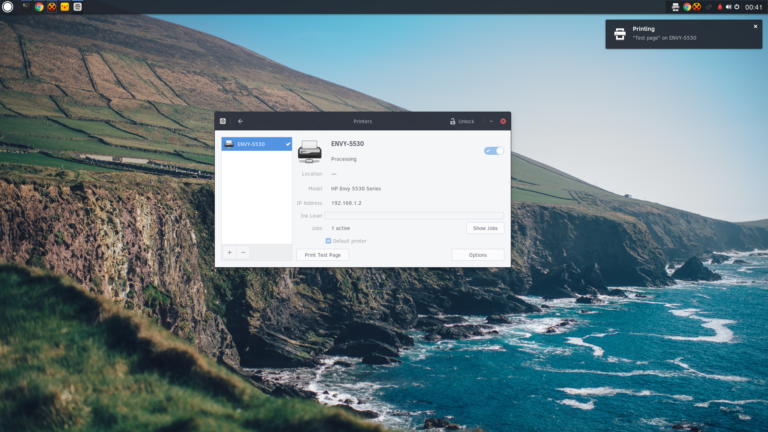 00:41
Printing
"Test page" on ENVY-5530
Printers
Unlock
ENVY-5530
ENVY-5530
Processing
Location —
Model HP Envy 5530 Series
IP Address 192.168.1.2
Ink Level
Jobs 1 active
Show Jobs
Default printer
Print Test Page
Options